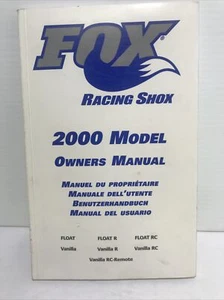 FOX
RACING SHOX
2000 MODEL
OWNERS MANUAL
MANUEL DU PROPRIÉTAIRE
MANUALE DELL'UTENTE
BENUTZERHANDBUCH
MANUAL DEL USUARIO
FLOAT FLOAT R FLOAT RC
Vanilla Vanilla R Vanilla RC
Vanilla RC-Remote